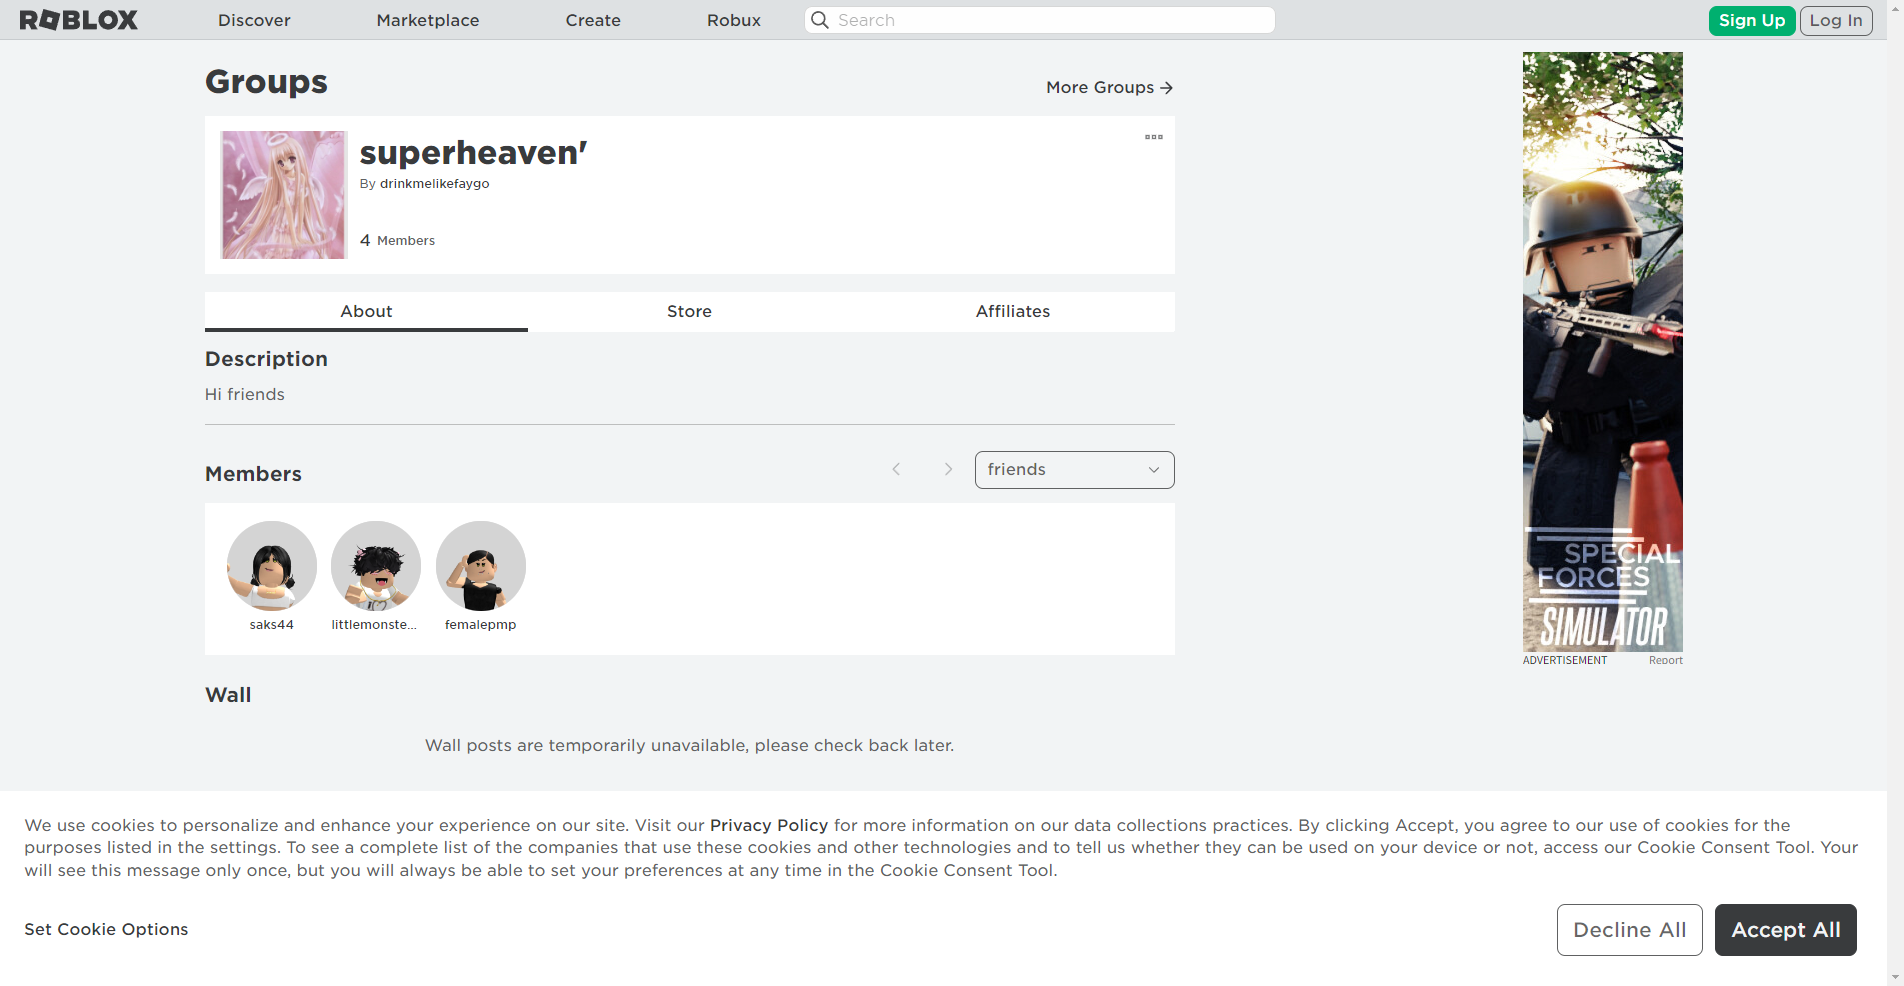 ROBLOX
Discover
Marketplace
Create
Robux
Search
Sign Up
Log In
Groups
More Groups
superheaven'
By drinkmelikefaygo
4 Members
About
Store
Affiliates
Description
Hi friends
Members
friends
saks44
littlemonste...
femalepmp
Wall
Wall posts are temporarily unavailable, please check back later.
SPECIAL
FORCES
SIMULATOR
ADVERTISEMENT
Report
We use cookies to personalize and enhance your experience on our site. Visit our Privacy Policy for more information on our data collections practices. By clicking Accept, you agree to our use of cookies for the
purposes listed in the settings. To see a complete list of the companies that use these cookies and other technologies and to tell us whether they can be used on your device or not, access our Cookie Consent Tool. Your
will see this message only once, but you will always be able to set your preferences at any time in the Cookie Consent Tool.
Set Cookie Options
Decline All
Accept All